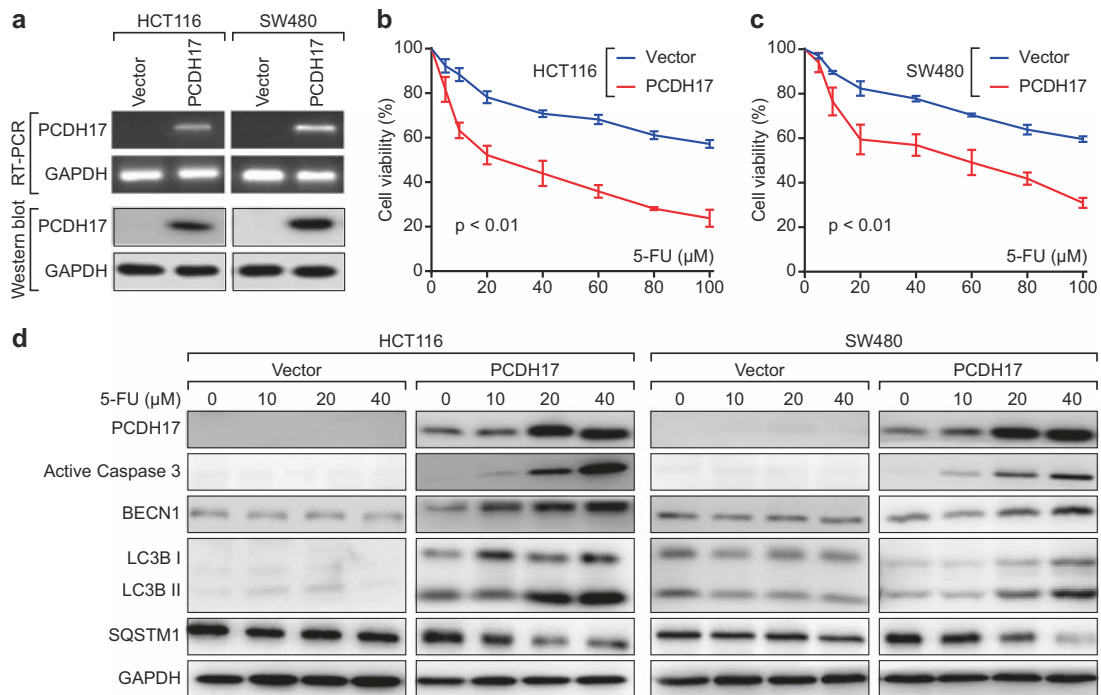 a
HCT116 SW480
Vector PCDH17 Vector PCDH17
RT-PCR
PCDH17
GAPDH
Western blot
PCDH17
GAPDH
b
Cell viability (%)
100
80
60
40
20
0
HCT116
Vector
PCDH17
p < 0.01
5-FU (µM)
0 20 40 60 80 100
c
Cell viability (%)
100
80
60
40
20
0
SW480
Vector
PCDH17
p < 0.01
5-FU (µM)
0 20 40 60 80 100
d
HCT116 SW480
Vector PCDH17 Vector PCDH17
5-FU (µM) 0 10 20 40 0 10 20 40 0 10 20 40 0 10 20 40
PCDH17
Active Caspase 3
BECN1
LC3B I
LC3B II
SQSTM1
GAPDH